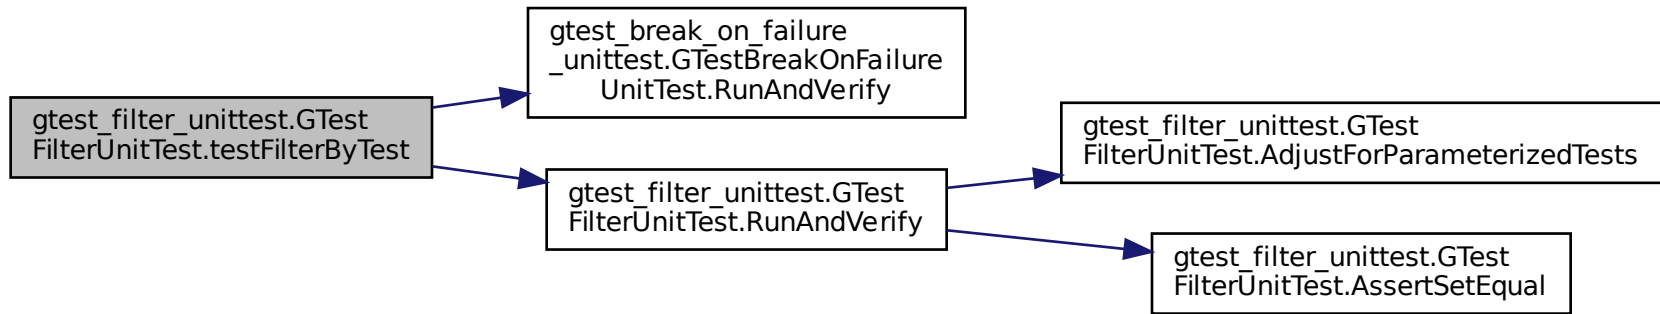 gtest_break_on_failure
_unittest.GTestBreakOnFailure
UnitTest.RunAndVerify
gtest_filter_unittest.GTest
FilterUnitTest.testFilterByTest
gtest_filter_unittest.GTest
FilterUnitTest.RunAndVerify
gtest_filter_unittest.GTest
FilterUnitTest.AdjustForParameterizedTests
gtest_filter_unittest.GTest
FilterUnitTest.AssertSetEqual